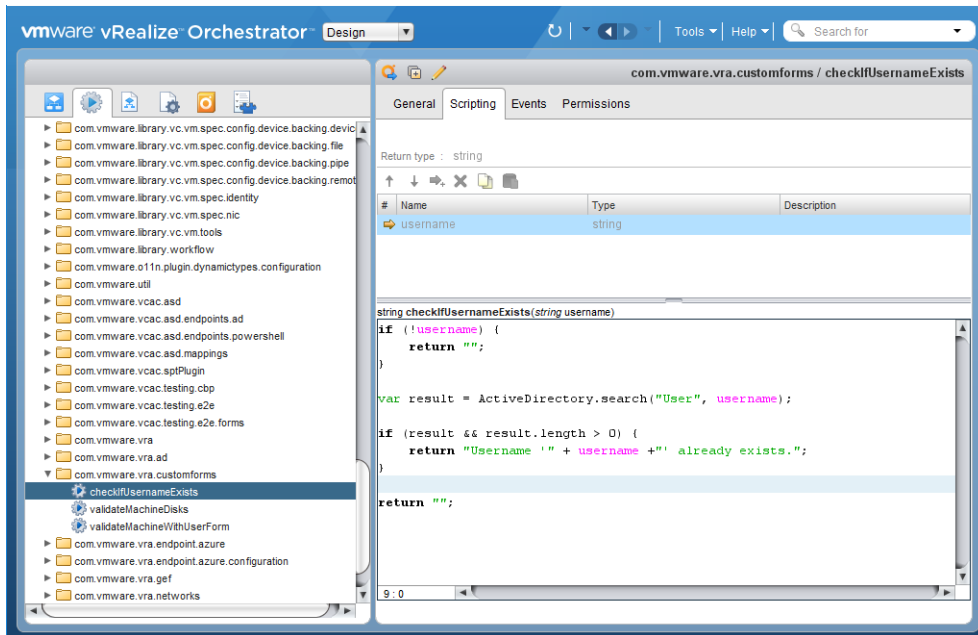 vmware vRealize™ Orchestrator™ Design Tools Help Search for
com.vmware.vra.customforms / checkIfUsernameExists
General Scripting Events Permissions
Return type : string
# Name Type Description
username string
string checkIfUsernameExists(string username)
if (!username) {
return "";
}
var result = ActiveDirectory.search("User", username);
if (result && result.length > 0) {
return "Username '" + username +"' already exists.";
}
return "";
9 : 0
com.vmware.library.vc.vm.spec.config.device.backing.devic
com.vmware.library.vc.vm.spec.config.device.backing.file
com.vmware.library.vc.vm.spec.config.device.backing.pipe
com.vmware.library.vc.vm.spec.config.device.backing.remot
com.vmware.library.vc.vm.spec.identity
com.vmware.library.vc.vm.spec.nic
com.vmware.library.vc.vm.tools
com.vmware.library.workflow
com.vmware.o11n.plugin.dynamictypes.configuration
com.vmware.util
com.vmware.vcac.asd
com.vmware.vcac.asd.endpoints.ad
com.vmware.vcac.asd.endpoints.powershell
com.vmware.vcac.asd.mappings
com.vmware.vcac.sptPlugin
com.vmware.vcac.testing.cbp
com.vmware.vcac.testing.e2e
com.vmware.vcac.testing.e2e.forms
com.vmware.vra
com.vmware.vra.ad
com.vmware.vra.customforms
checkIfUsernameExists
validateMachineDisks
validateMachineWithUserForm
com.vmware.vra.endpoint.azure
com.vmware.vra.endpoint.azure.configuration
com.vmware.vra.gef
com.vmware.vra.networks